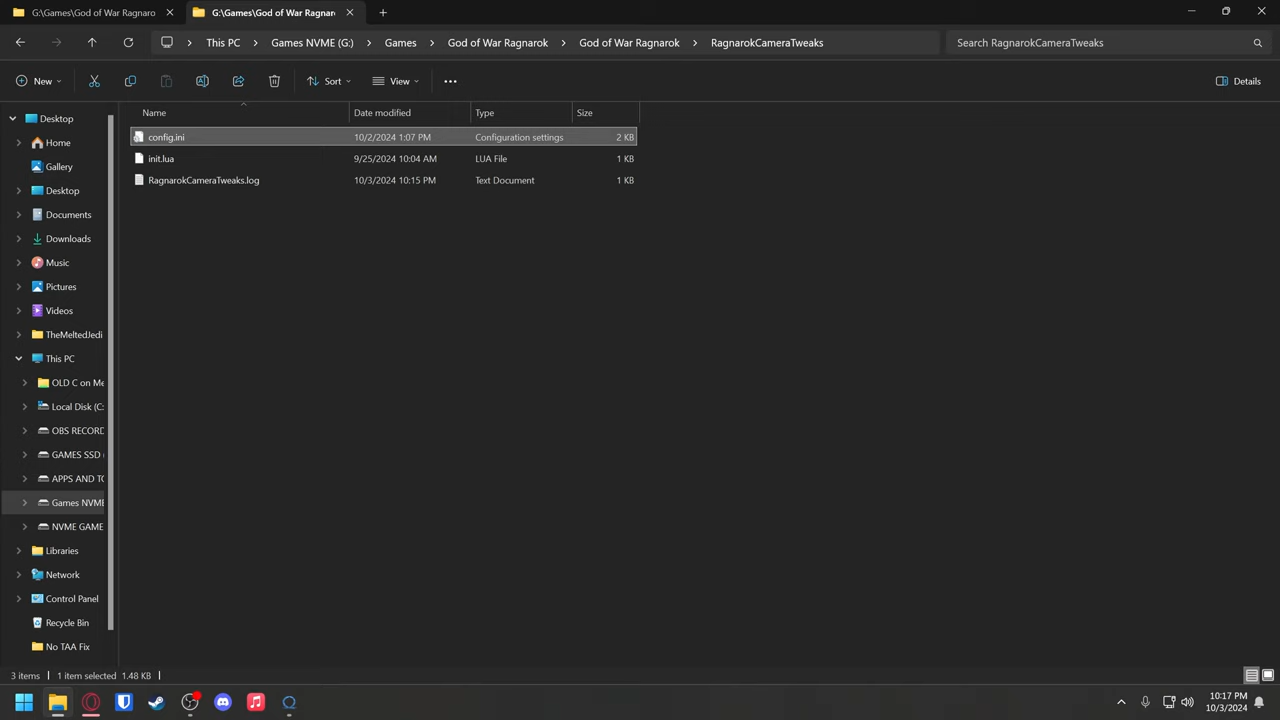 G:\Games\God of War Ragnaro
G:\Games\God of War Ragnaro
This PC > Games NVME (G:) > Games > God of War Ragnarok > God of War Ragnarok > RagnarokCameraTweaks
Search RagnarokCameraTweaks
New
Sort
View
Details
Name
Date modified
Type
Size
config.ini 10/2/2024 1:07 PM Configuration settings 2 KB
init.lua 9/25/2024 10:04 AM LUA File 1 KB
RagnarokCameraTweaks.log 10/3/2024 10:15 PM Text Document 1 KB
Desktop
Home
Gallery
Desktop
Documents
Downloads
Music
Pictures
Videos
TheMeltedJedi
This PC
OLD C on Me
Local Disk (C:
OBS RECORD
GAMES SSD (
APPS AND TO
Games NVME
NVME GAME
Libraries
Network
Control Panel
Recycle Bin
No TAA Fix
3 items
1 item selected 1.48 KB
10:17 PM
10/3/2024